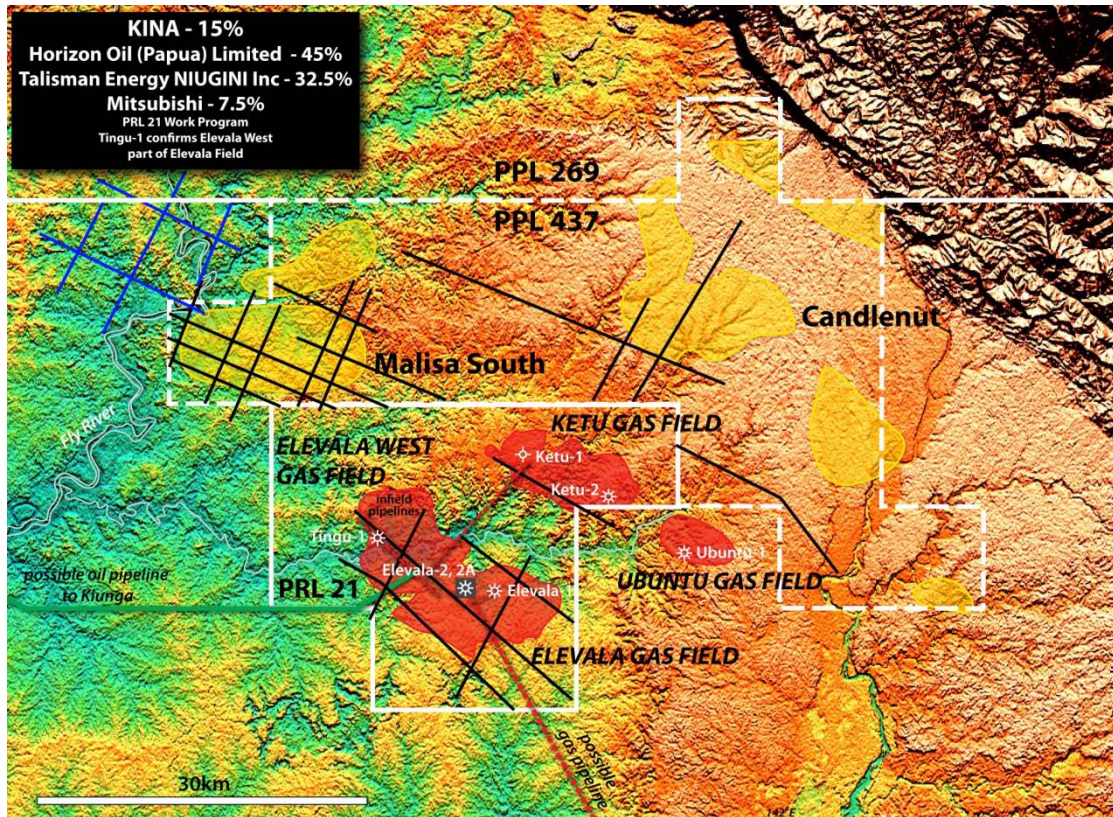 KINA - 15%
Horizon Oil (Papua) Limited - 45%
Talisman Energy NIUGINI Inc - 32.5%
Mitsubishi - 7.5%
PRL 21 Work Program
Tingu-1 confirms Elevala West
part of Elevala Field
PPL 269
PPL 437
Candlenut
Malisa South
Fly River
KETU GAS FIELD
ELEVALA WEST
GAS FIELD
Ketu-1
Ketu-2
infield
pipelines
Tingu-1
Ubuntu-1
UBUNTU GAS FIELD
Elevala-2, 2A
Elevala-1
possible oil pipeline
to Kiunga
PRL 21
ELEVALA GAS FIELD
possible
gas pipeline
30km
142°E